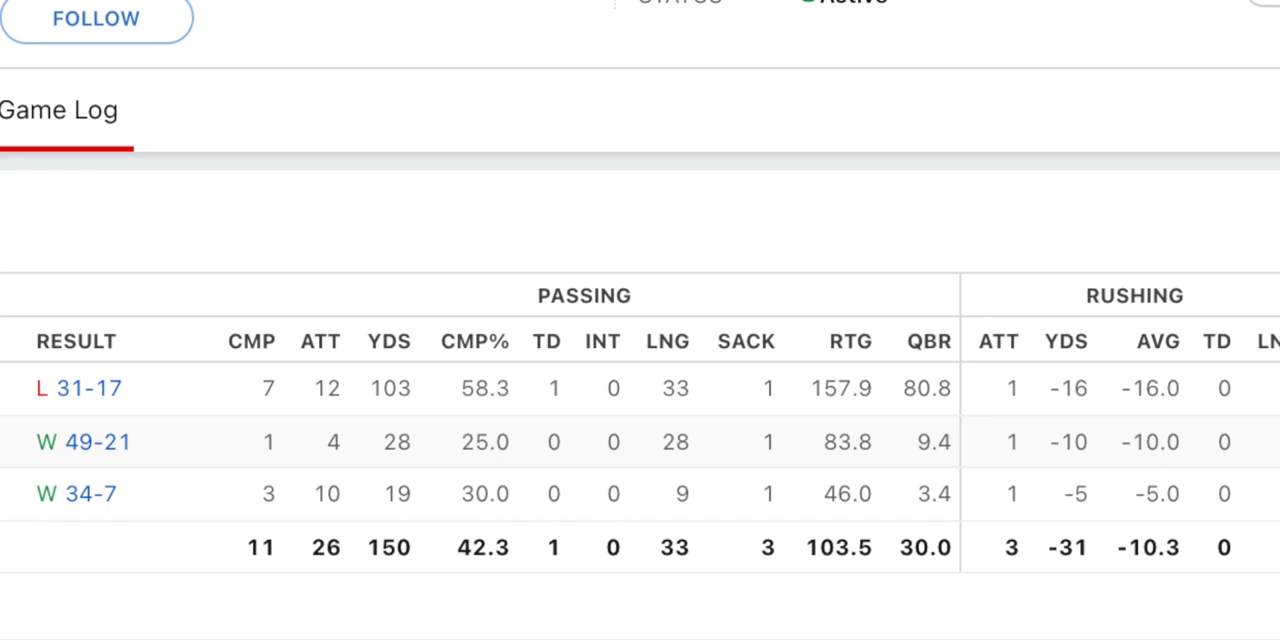 FOLLOW
STATUS Active
Game Log
PASSING RUSHING
RESULT CMP ATT YDS CMP% TD INT LNG SACK RTG QBR ATT YDS AVG TD
L 31-17 7 12 103 58.3 1 0 33 1 157.9 80.8 1 -16 -16.0 0
W 49-21 1 4 28 25.0 0 0 28 1 83.8 9.4 1 -10 -10.0 0
W 34-7 3 10 19 30.0 0 0 9 1 46.0 3.4 1 -5 -5.0 0
11 26 150 42.3 1 0 33 3 103.5 30.0 3 -31 -10.3 0